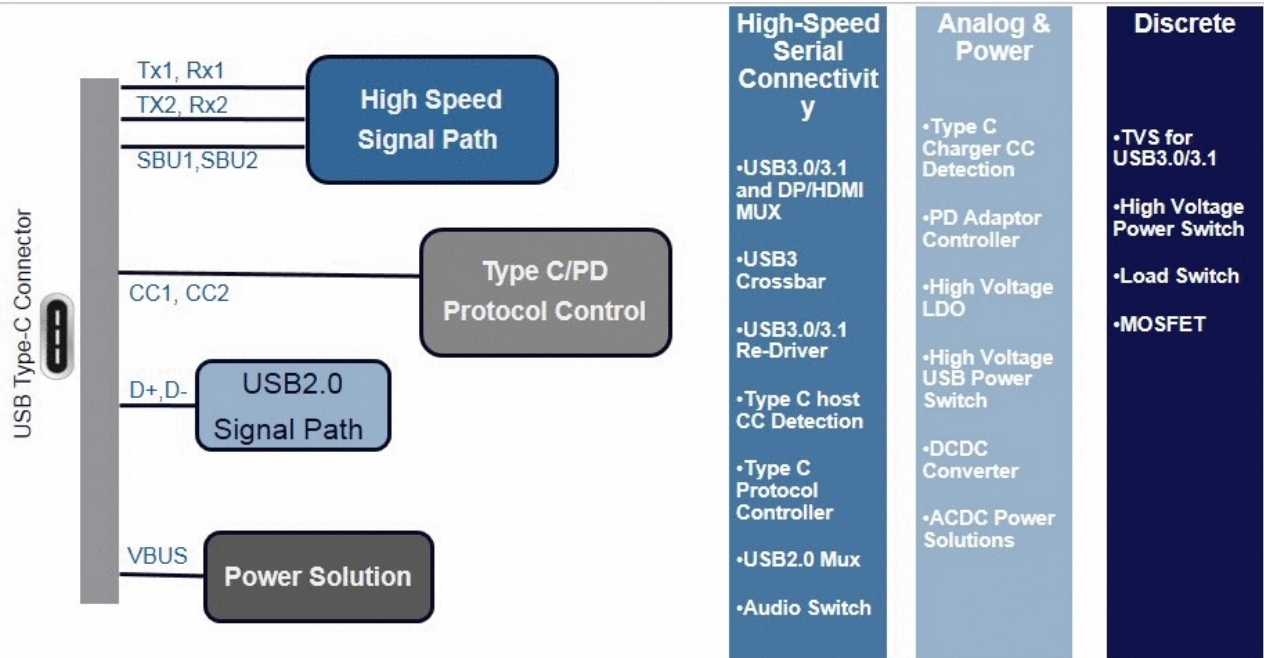 Tx1, Rx1
TX2, Rx2
SBU1,SBU2
High Speed
Signal Path
USB Type-C Connector
CC1, CC2
Type C/PD
Protocol Control
D+,D-
USB2.0
Signal Path
VBUS
Power Solution
High-Speed
Serial
Connectivit
y
•USB3.0/3.1
and DP/HDMI
MUX
•USB3
Crossbar
•USB3.0/3.1
Re-Driver
•Type C host
CC Detection
•Type C
Protocol
Controller
•USB2.0 Mux
•Audio Switch
Analog &
Power
•Type C
Charger CC
Detection
•PD Adaptor
Controller
•High Voltage
LDO
•High Voltage
USB Power
Switch
•DCDC
Converter
•ACDC Power
Solutions
Discrete
•TVS for
USB3.0/3.1
•High Voltage
Power Switch
•Load Switch
•MOSFET